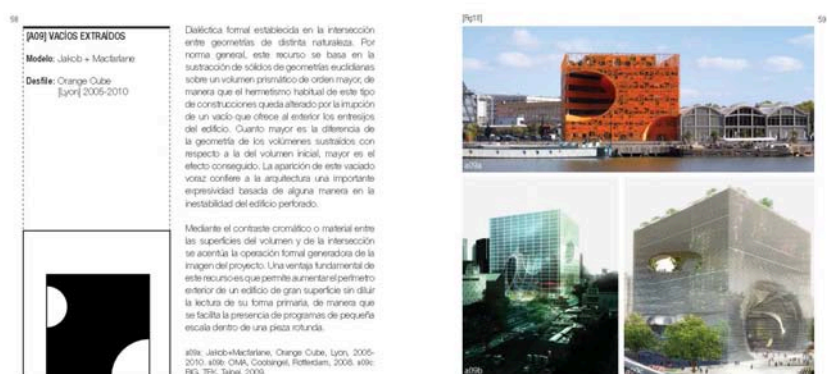 58
[A09] VACÍOS EXTRAÍDOS
Modelo: Jakob + Macfarlane
Desfile: Orange Cube
[Lyon] 2005-2010
Dialéctica formal establecida en la intersección
entre geometrías de distinta naturaleza. Por
norma general, este recurso se basa en la
sustracción de sólidos de geometrías euclidianas
sobre un volumen prismático de orden mayor, de
manera que el hermetismo habitual de este tipo
de construcciones queda alterado por la irrupción
de un vacío que ofrece al exterior los entresijos
del edificio. Cuanto mayor es la diferencia de
la geometría de los volúmenes sustraídos con
respecto a la del volumen inicial, mayor es el
efecto conseguido. La aparición de este vaciado
voraz confiere a la arquitectura una importante
expresividad basada de alguna manera en la
inestabilidad del edificio perforado.
Mediante el contraste cromático o material entre
las superficies del volumen y de la intersección
se acentúa la operación formal generadora de la
imagen del proyecto. Una ventaja fundamental de
este recurso es que permite aumentar el perímetro
exterior de un edificio de gran superficie sin diluir
la lectura de su forma primaria, de manera que
se facilita la presencia de programas de pequeña
escala dentro de una pieza rotunda.
a09a: Jakob+Macfarlane, Orange Cube, Lyon, 2005-
2010. a09b: OMA, Coolsingel, Rotterdam, 2008. a09c:
BIG, TEK, Taipei, 2009.
[Pg18]
59
a09a
a09b